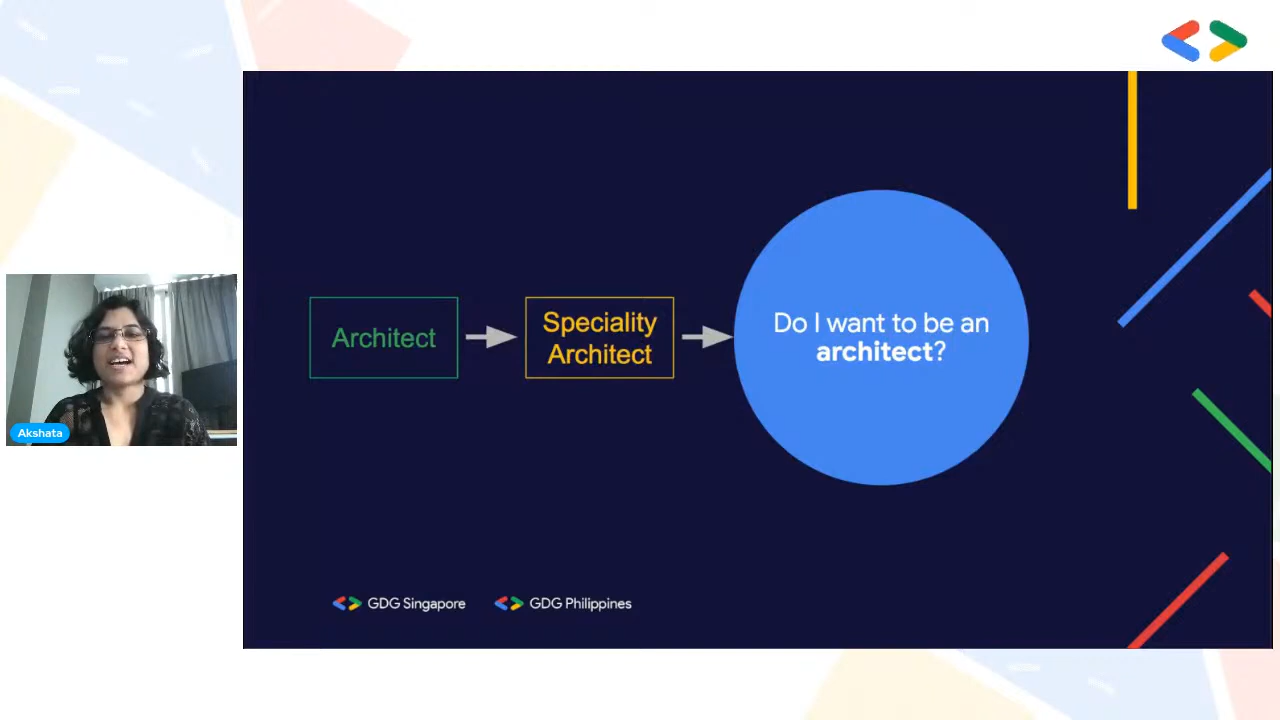 Architect
Speciality
Architect
Do I want to be an
architect?
Akshata
GDG Singapore
GDG Philippines